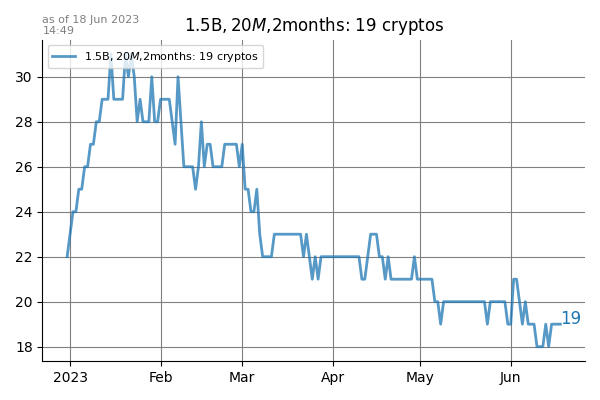 as of 18 Jun 2023
14:49
1.5B, 20M,2months: 19 cryptos
1.5B, 20M,2months: 19 cryptos
30
28
26
24
22
20
18
19
2023 Feb Mar Apr May Jun